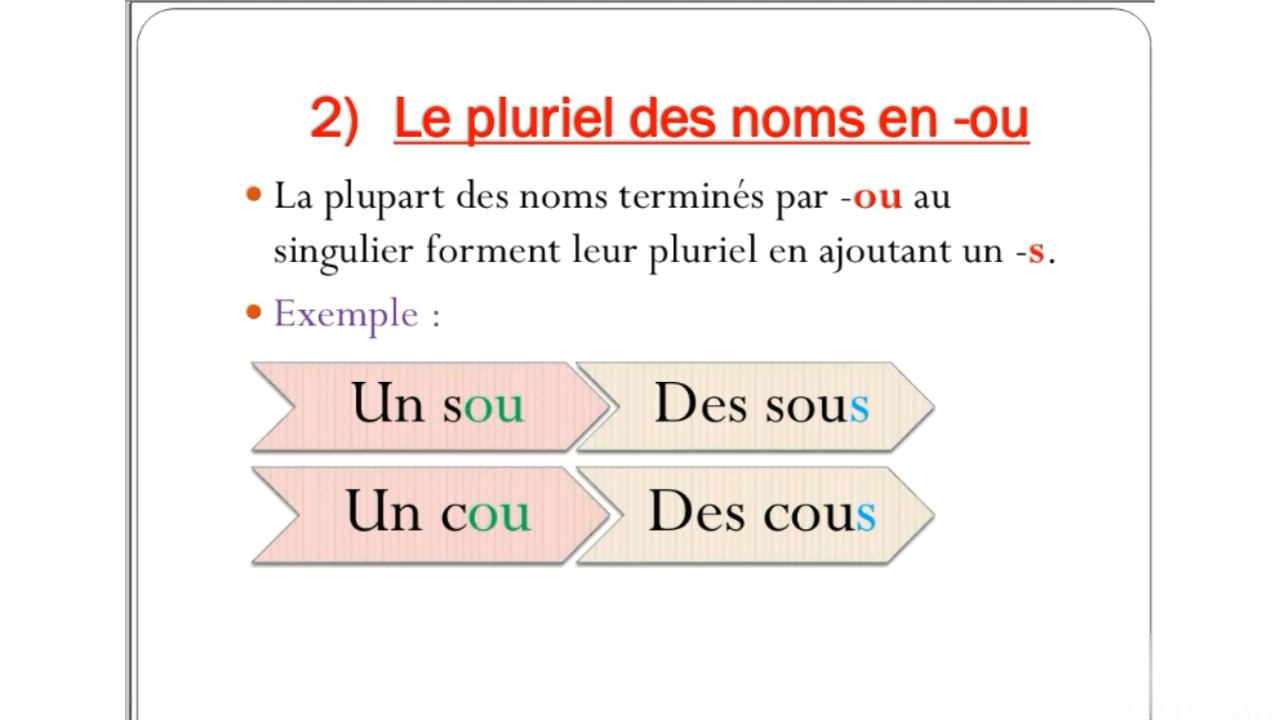 2) Le pluriel des noms en -ou
• La plupart des noms terminés par -ou au
singulier forment leur pluriel en ajoutant un -s.
• Exemple :
Un sou Des sous
Un cou Des cous